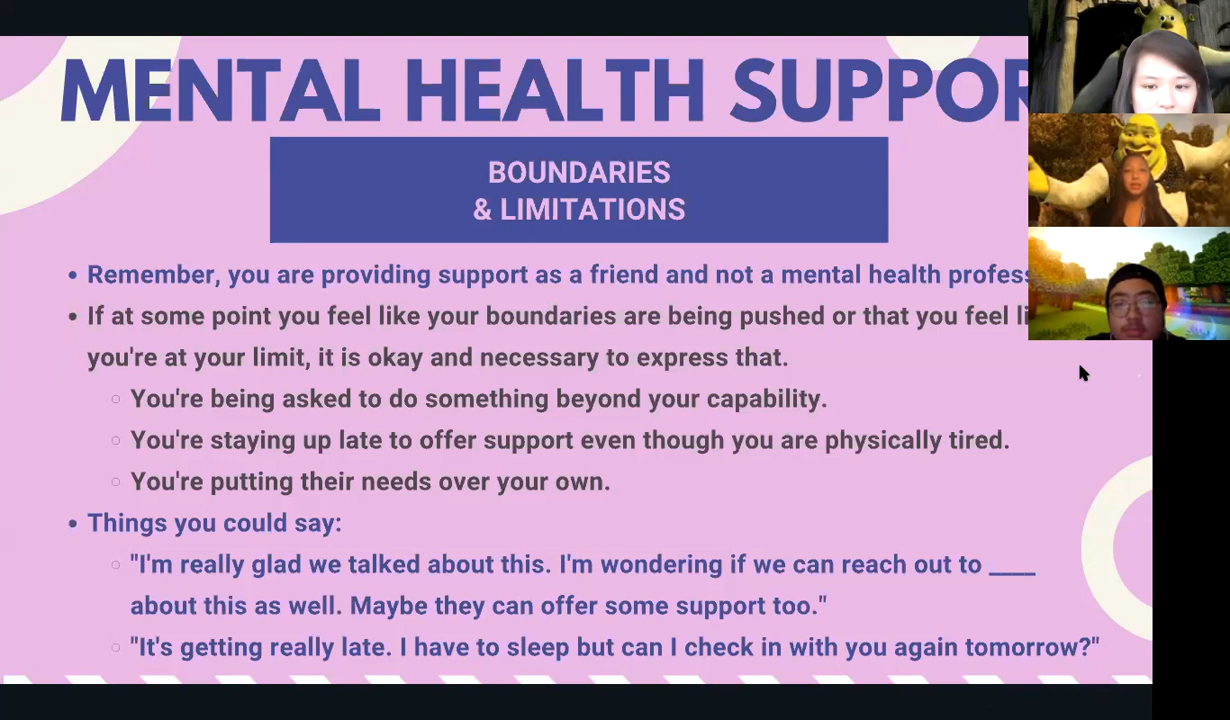 MENTAL HEALTH SUPPOR
BOUNDARIES
& LIMITATIONS
• Remember, you are providing support as a friend and not a mental health profess
• If at some point you feel like your boundaries are being pushed or that you feel li
you're at your limit, it is okay and necessary to express that.
○ You're being asked to do something beyond your capability.
○ You're staying up late to offer support even though you are physically tired.
○ You're putting their needs over your own.
• Things you could say:
○ "I'm really glad we talked about this. I'm wondering if we can reach out to ____
about this as well. Maybe they can offer some support too."
○ "It's getting really late. I have to sleep but can I check in with you again tomorrow?"